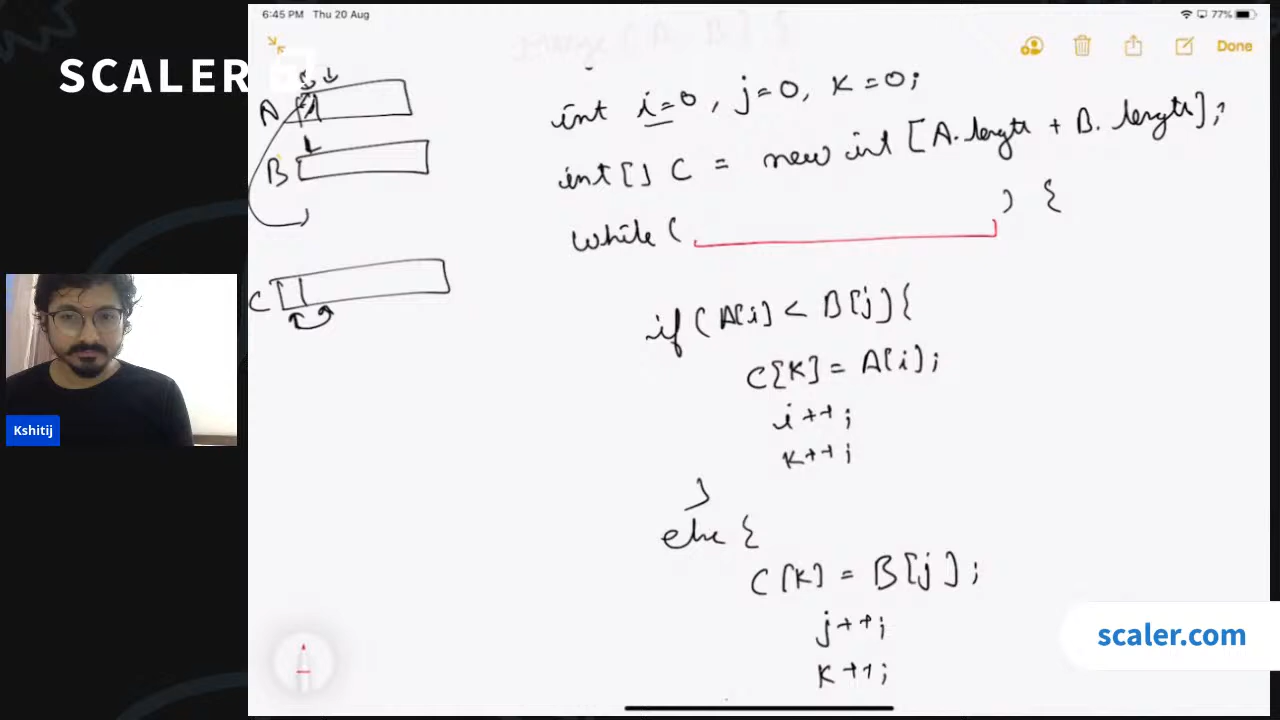 6:45 PM Thu 20 Aug
77%
SCALER
Done
merge (A B) {
int i=0, j=0, K=0;
int[] C = new int [A.length + B.length];
while ( ) {
if (A[i] < B[j]{
C[K] = A[i];
i++;
K++;
}
else {
C[K] = B[j];
j++;
K++;
A
B
C
Kshitij
scaler.com